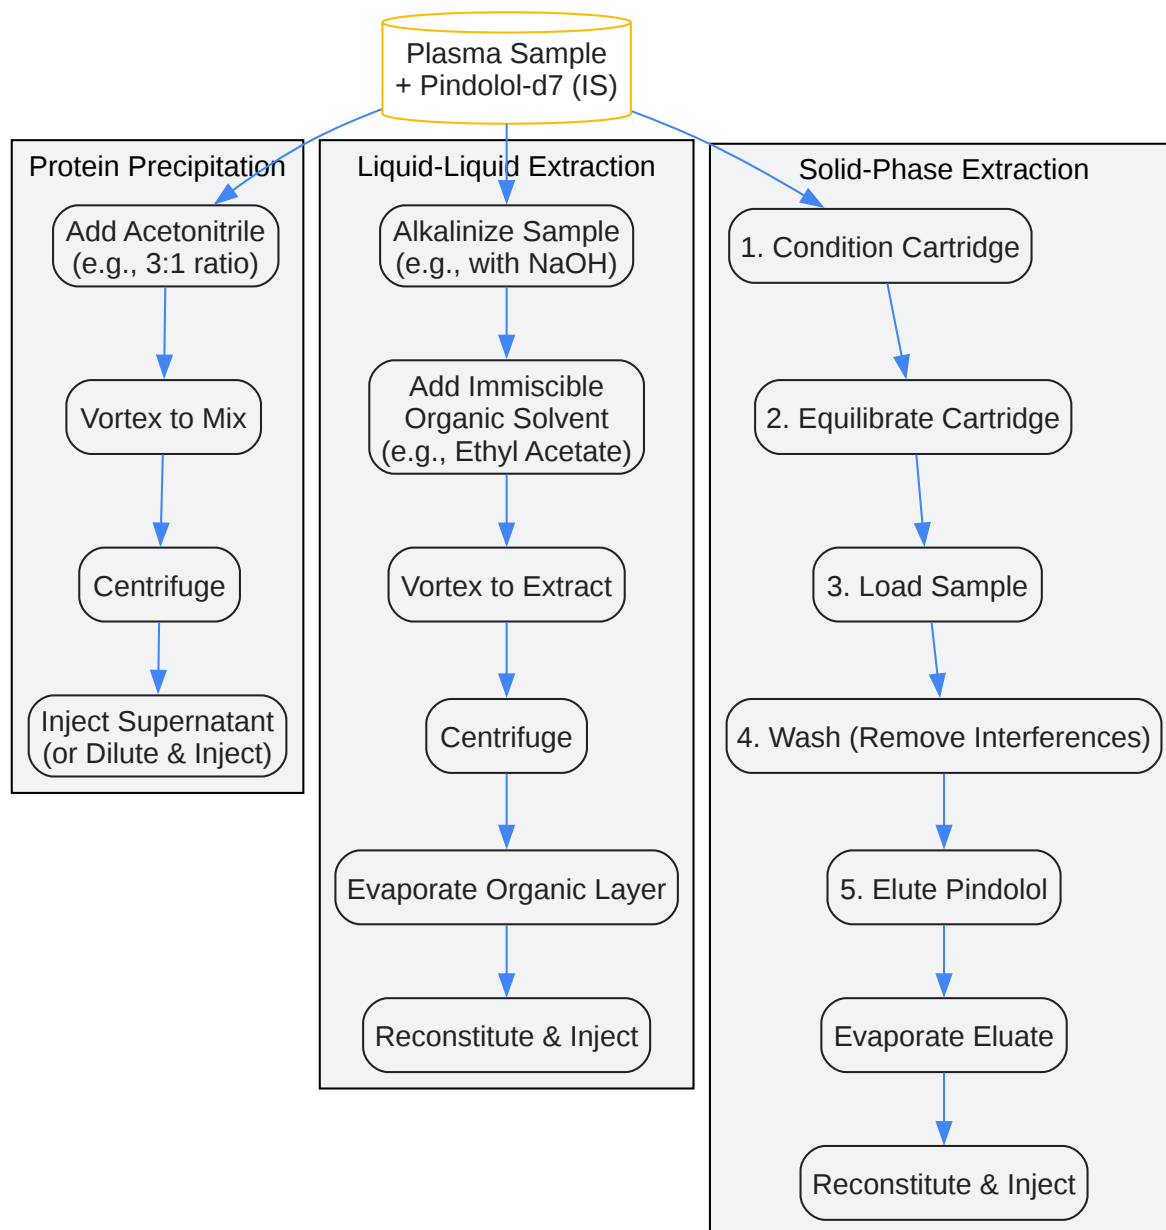 Plasma Sample
+ Pindolol-d7 (IS)
Protein Precipitation
Add Acetonitrile
(e.g., 3:1 ratio)
Vortex to Mix
Centrifuge
Inject Supernatant
(or Dilute & Inject)
Liquid-Liquid Extraction
Alkalinize Sample
(e.g., with NaOH)
Add Immiscible
Organic Solvent
(e.g., Ethyl Acetate)
Vortex to Extract
Centrifuge
Evaporate Organic Layer
Reconstitute & Inject
Solid-Phase Extraction
1. Condition Cartridge
2. Equilibrate Cartridge
3. Load Sample
4. Wash (Remove Interferences)
5. Elute Pindolol
Evaporate Eluate
Reconstitute & Inject